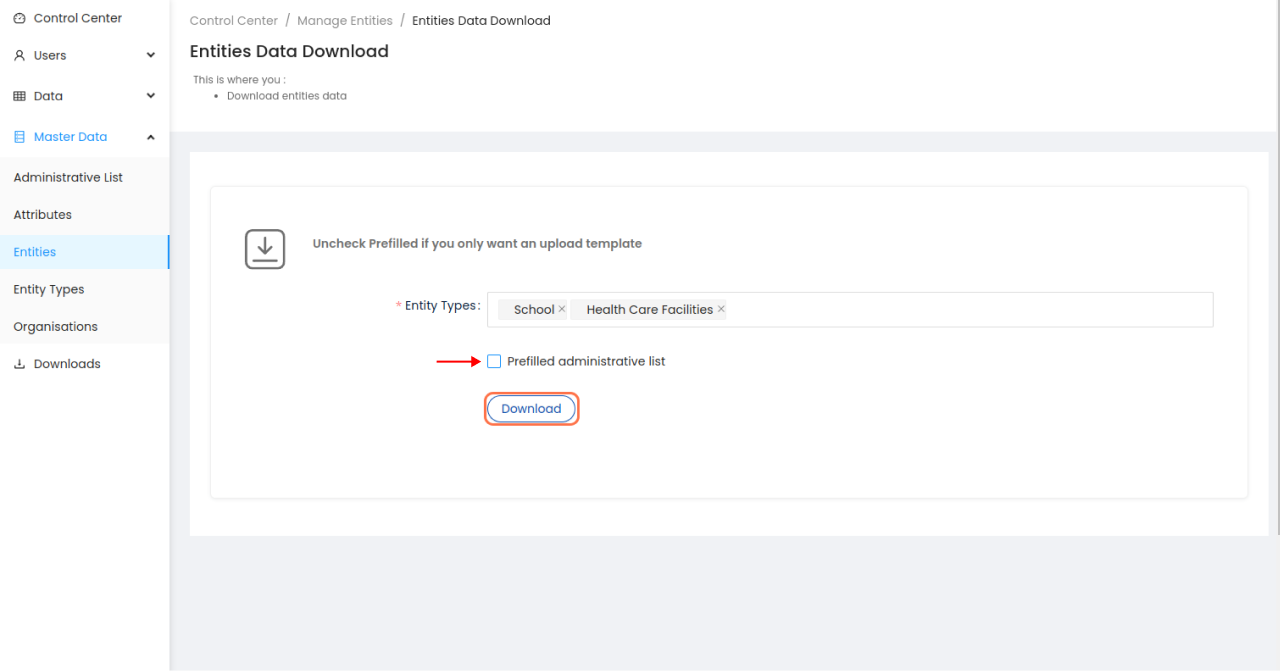 Control Center
Users
Data
Master Data
Administrative List
Attributes
Entities
Entity Types
Organisations
Downloads
Control Center / Manage Entities / Entities Data Download
Entities Data Download
This is where you :
• Download entities data
Uncheck Prefilled if you only want an upload template
* Entity Types: School × Health Care Facilities ×
Prefilled administrative list
Download